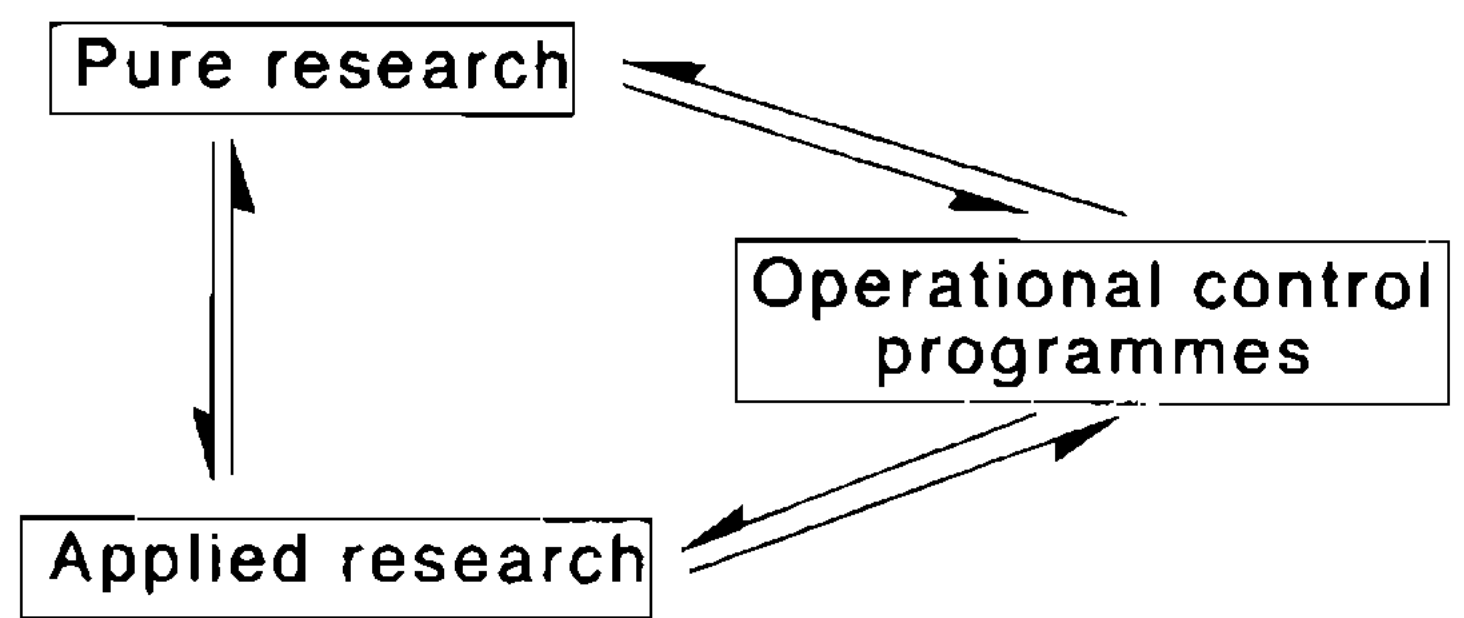 Pure research
Operational control
programmes
Applied research